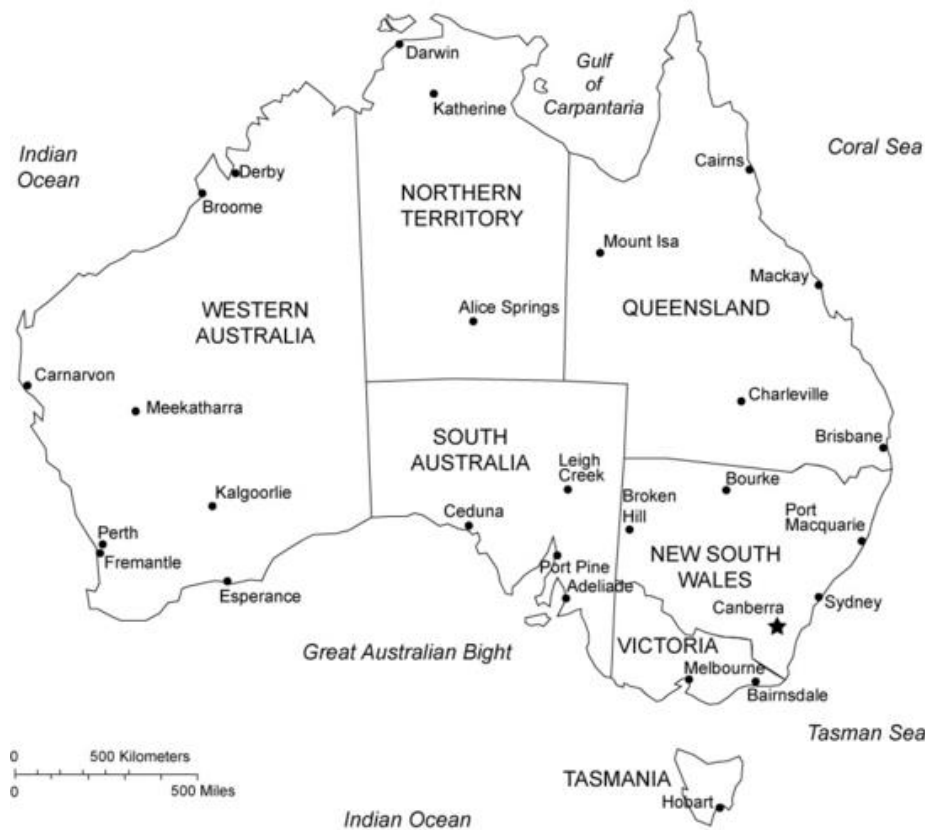 Darwin
Gulf
of
Carpantaria
Katherine
Indian
Ocean
Coral Sea
Cairns
Derby
Broome
NORTHERN
TERRITORY
Mount Isa
Mackay
WESTERN
AUSTRALIA
Alice Springs
QUEENSLAND
Carnarvon
Meekatharra
Charleville
SOUTH
AUSTRALIA
Brisbane
Leigh
Creek
Bourke
Kalgoorlie
Broken
Hill
Ceduna
Port
Macquarie
Perth
Fremantle
Port Pine
NEW SOUTH
WALES
Adeliade
Esperance
Canberra
Sydney
Great Australian Bight
VICTORIA
Melbourne
Bairnsdale
Tasman Sea
0 500 Kilometers
0 500 Miles
TASMANIA
Hobart
Indian Ocean